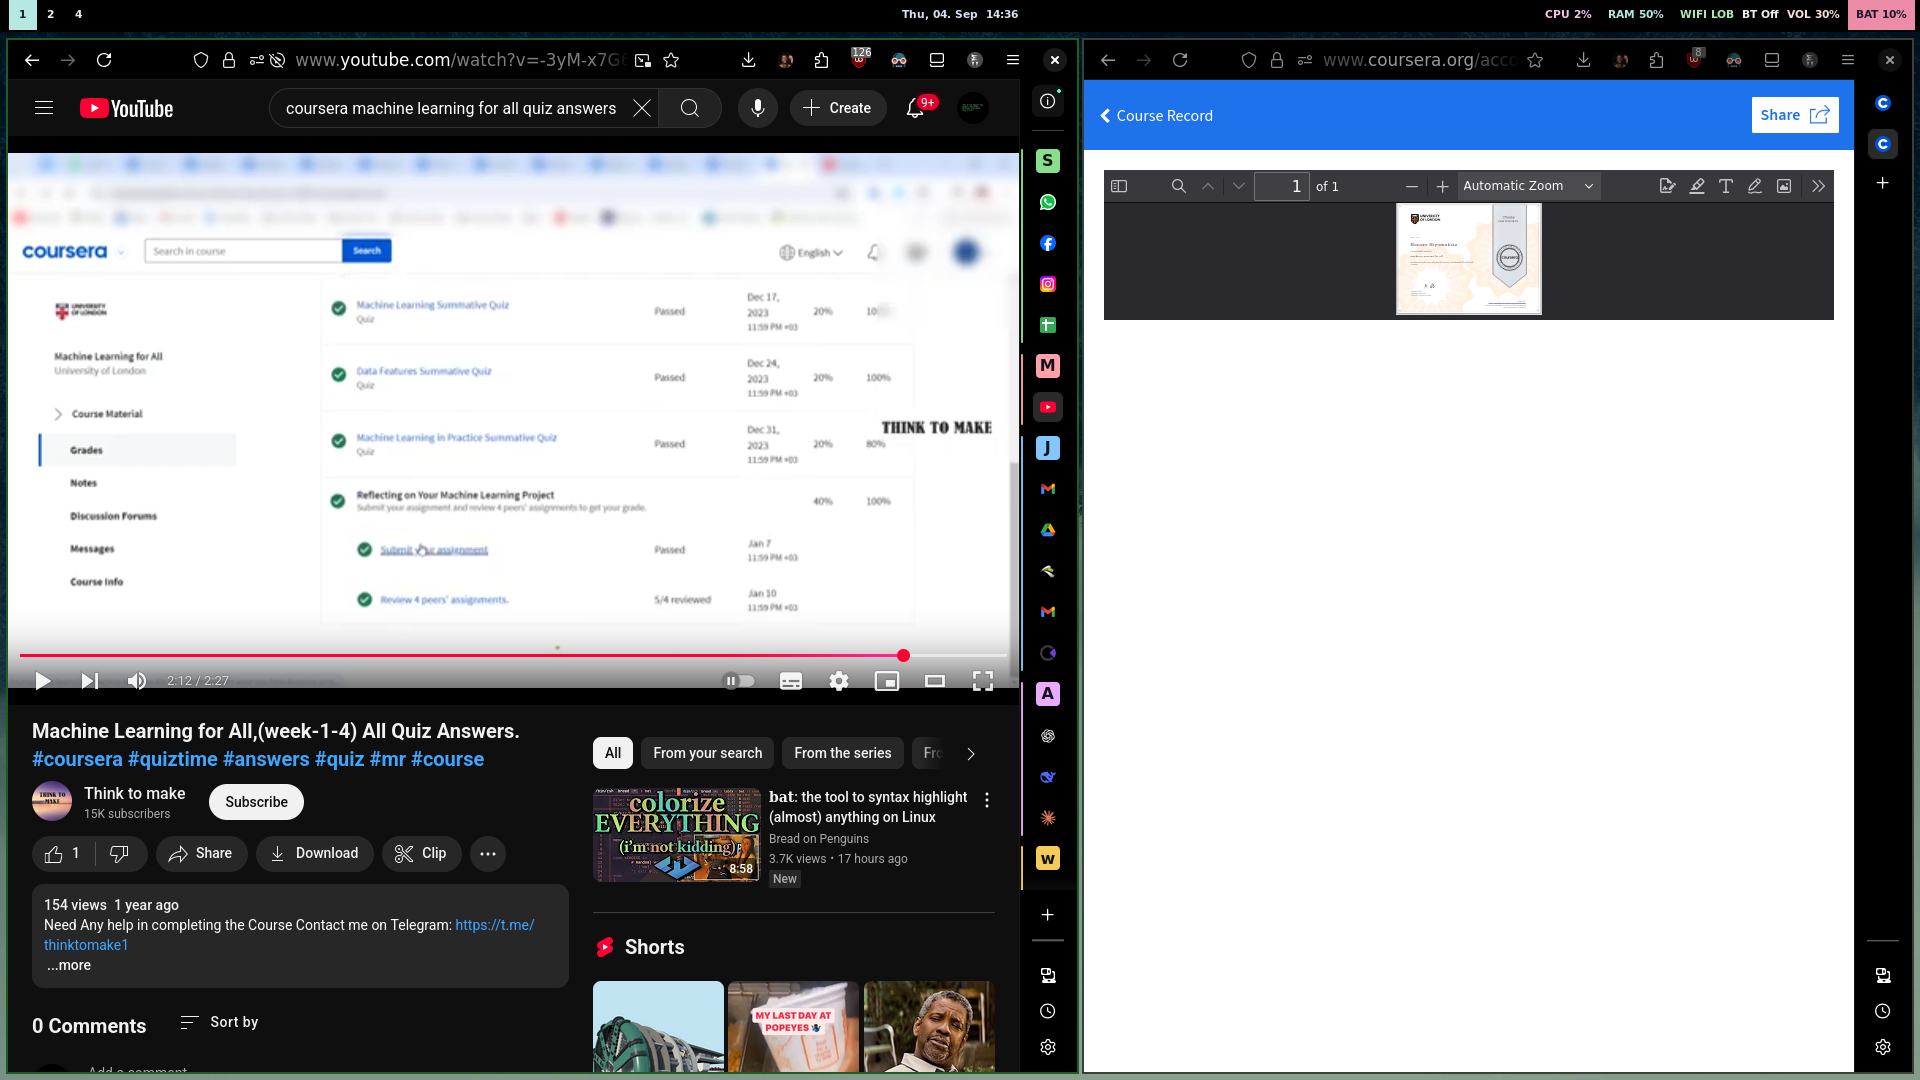 1 2 4
Thu, 04. Sep 14:36
CPU 2% RAM 50% WIFI LOB BT Off VOL 30% BAT 10%
www.youtube.com/watch?v=-3yM-x7G
126
YouTube
coursera machine learning for all quiz answers
Create
9+
coursera
Search in course
Search
English
UNIVERSITY
OF LONDON
Machine Learning for All
University of London
Course Material
Grades
Notes
Discussion Forums
Messages
Course Info
Machine Learning Summative Quiz
Quiz
Passed
Dec 17,
2023
11:59 PM +03
20%
10
Data Features Summative Quiz
Quiz
Passed
Dec 24,
2023
11:59 PM +03
20%
100%
Machine Learning in Practice Summative Quiz
Quiz
Passed
Dec 31,
2023
11:59 PM +03
20%
80%
THINK TO MAKE
Reflecting on Your Machine Learning Project
Submit your assignment and review 4 peers' assignments to get your grade.
40%
100%
Submit your assignment
Passed
Jan 7
11:59 PM +03
Review 4 peers' assignments.
5/4 reviewed
Jan 10
11:59 PM +03
2:12 / 2:27
Machine Learning for All,(week-1-4) All Quiz Answers.
#coursera #quiztime #answers #quiz #mr #course
THINK TO
MAKE
Think to make
15K subscribers
Subscribe
1
Share
Download
Clip
154 views 1 year ago
Need Any help in completing the Course Contact me on Telegram: https://t.me/
thinktomake1
...more
0 Comments
Sort by
Add a comment
All
From your search
From the series
Fro
colorize
EVERYTHING
(i'm not kidding)
8:58
bat: the tool to syntax highlight
(almost) anything on Linux
Bread on Penguins
3.7K views • 17 hours ago
New
Shorts
MY LAST DAY AT
POPEYES
S
M
J
A
W
www.coursera.org/acco
8
Course Record
Share
1 of 1
Automatic Zoom
UNIVERSITY
OF LONDON
coursera